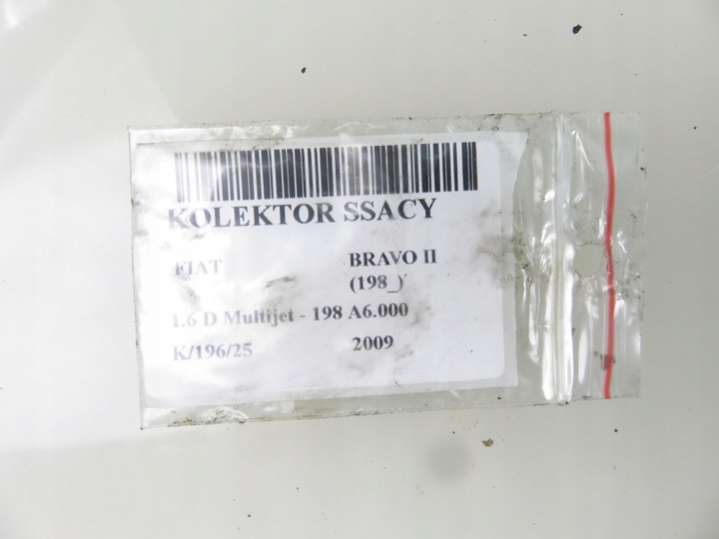 KOLEKTOR SSACY
FIAT BRAVO II
(198_)
1.6 D Multijet - 198 A6.000
K/196/25 2009